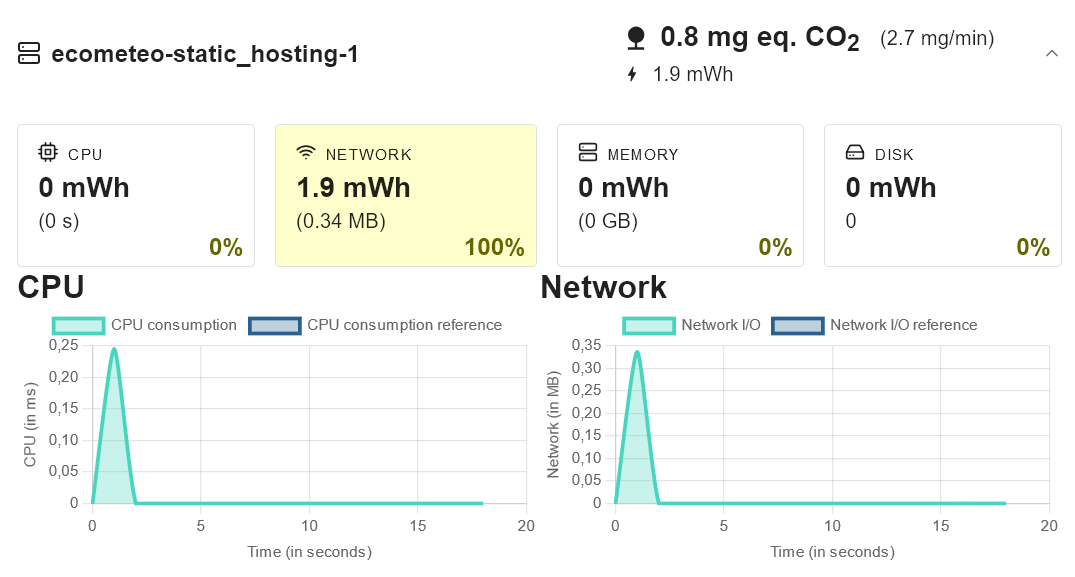 ecometeo-static_hosting-1
0.8 mg eq. CO2 (2.7 mg/min)
1.9 mWh
CPU
0 mWh
(0 s)
0%
NETWORK
1.9 mWh
(0.34 MB)
100%
MEMORY
0 mWh
(0 GB)
0%
DISK
0 mWh
0
0%
CPU
CPU consumption CPU consumption reference
CPU (in ms)
0,25
0,20
0,15
0,10
0,05
0
0 5 10 15 20
Time (in seconds)
Network
Network I/O Network I/O reference
Network (in MB)
0,35
0,30
0,25
0,20
0,15
0,10
0,05
0
0 5 10 15 20
Time (in seconds)